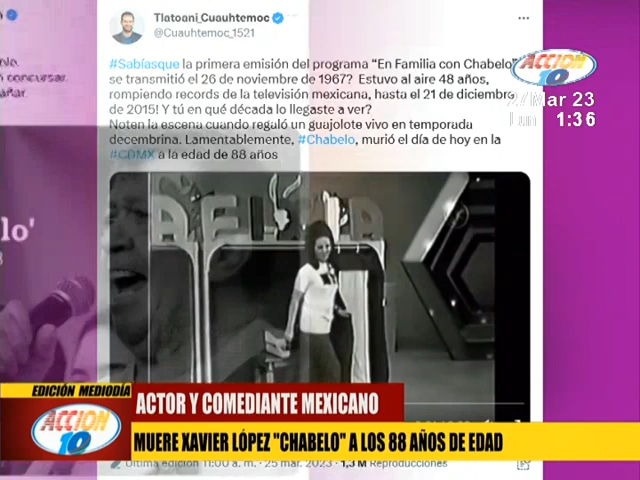 Tlatoani_Cuauhtemoc
@Cuauhtemoc_1521
#Sabíasque la primera emisión del programa "En Familia con Chabelo"
se transmitió el 26 de noviembre de 1967? Estuvo al aire 48 años,
rompiendo records de la televisión mexicana, hasta el 21 de diciembre
de 2015! Y tú en qué década lo llegaste a ver?
Noten la escena cuando regaló un guajolote vivo en temporada
decembrina. Lamentablemente, #Chabelo, murió el día de hoy en la
#CDMX a la edad de 88 años
ACCION
10
27 Mar 23
Lun 1:36
concursar.
lo'
EDICIÓN MEDIODÍA
ACCION
10
ACTOR Y COMEDIANTE MEXICANO
MUERE XAVIER LÓPEZ "CHABELO" A LOS 88 AÑOS DE EDAD
Última edición 11:00 a. m. · 25 mar. 2023 · 1,3 M Reproducciones